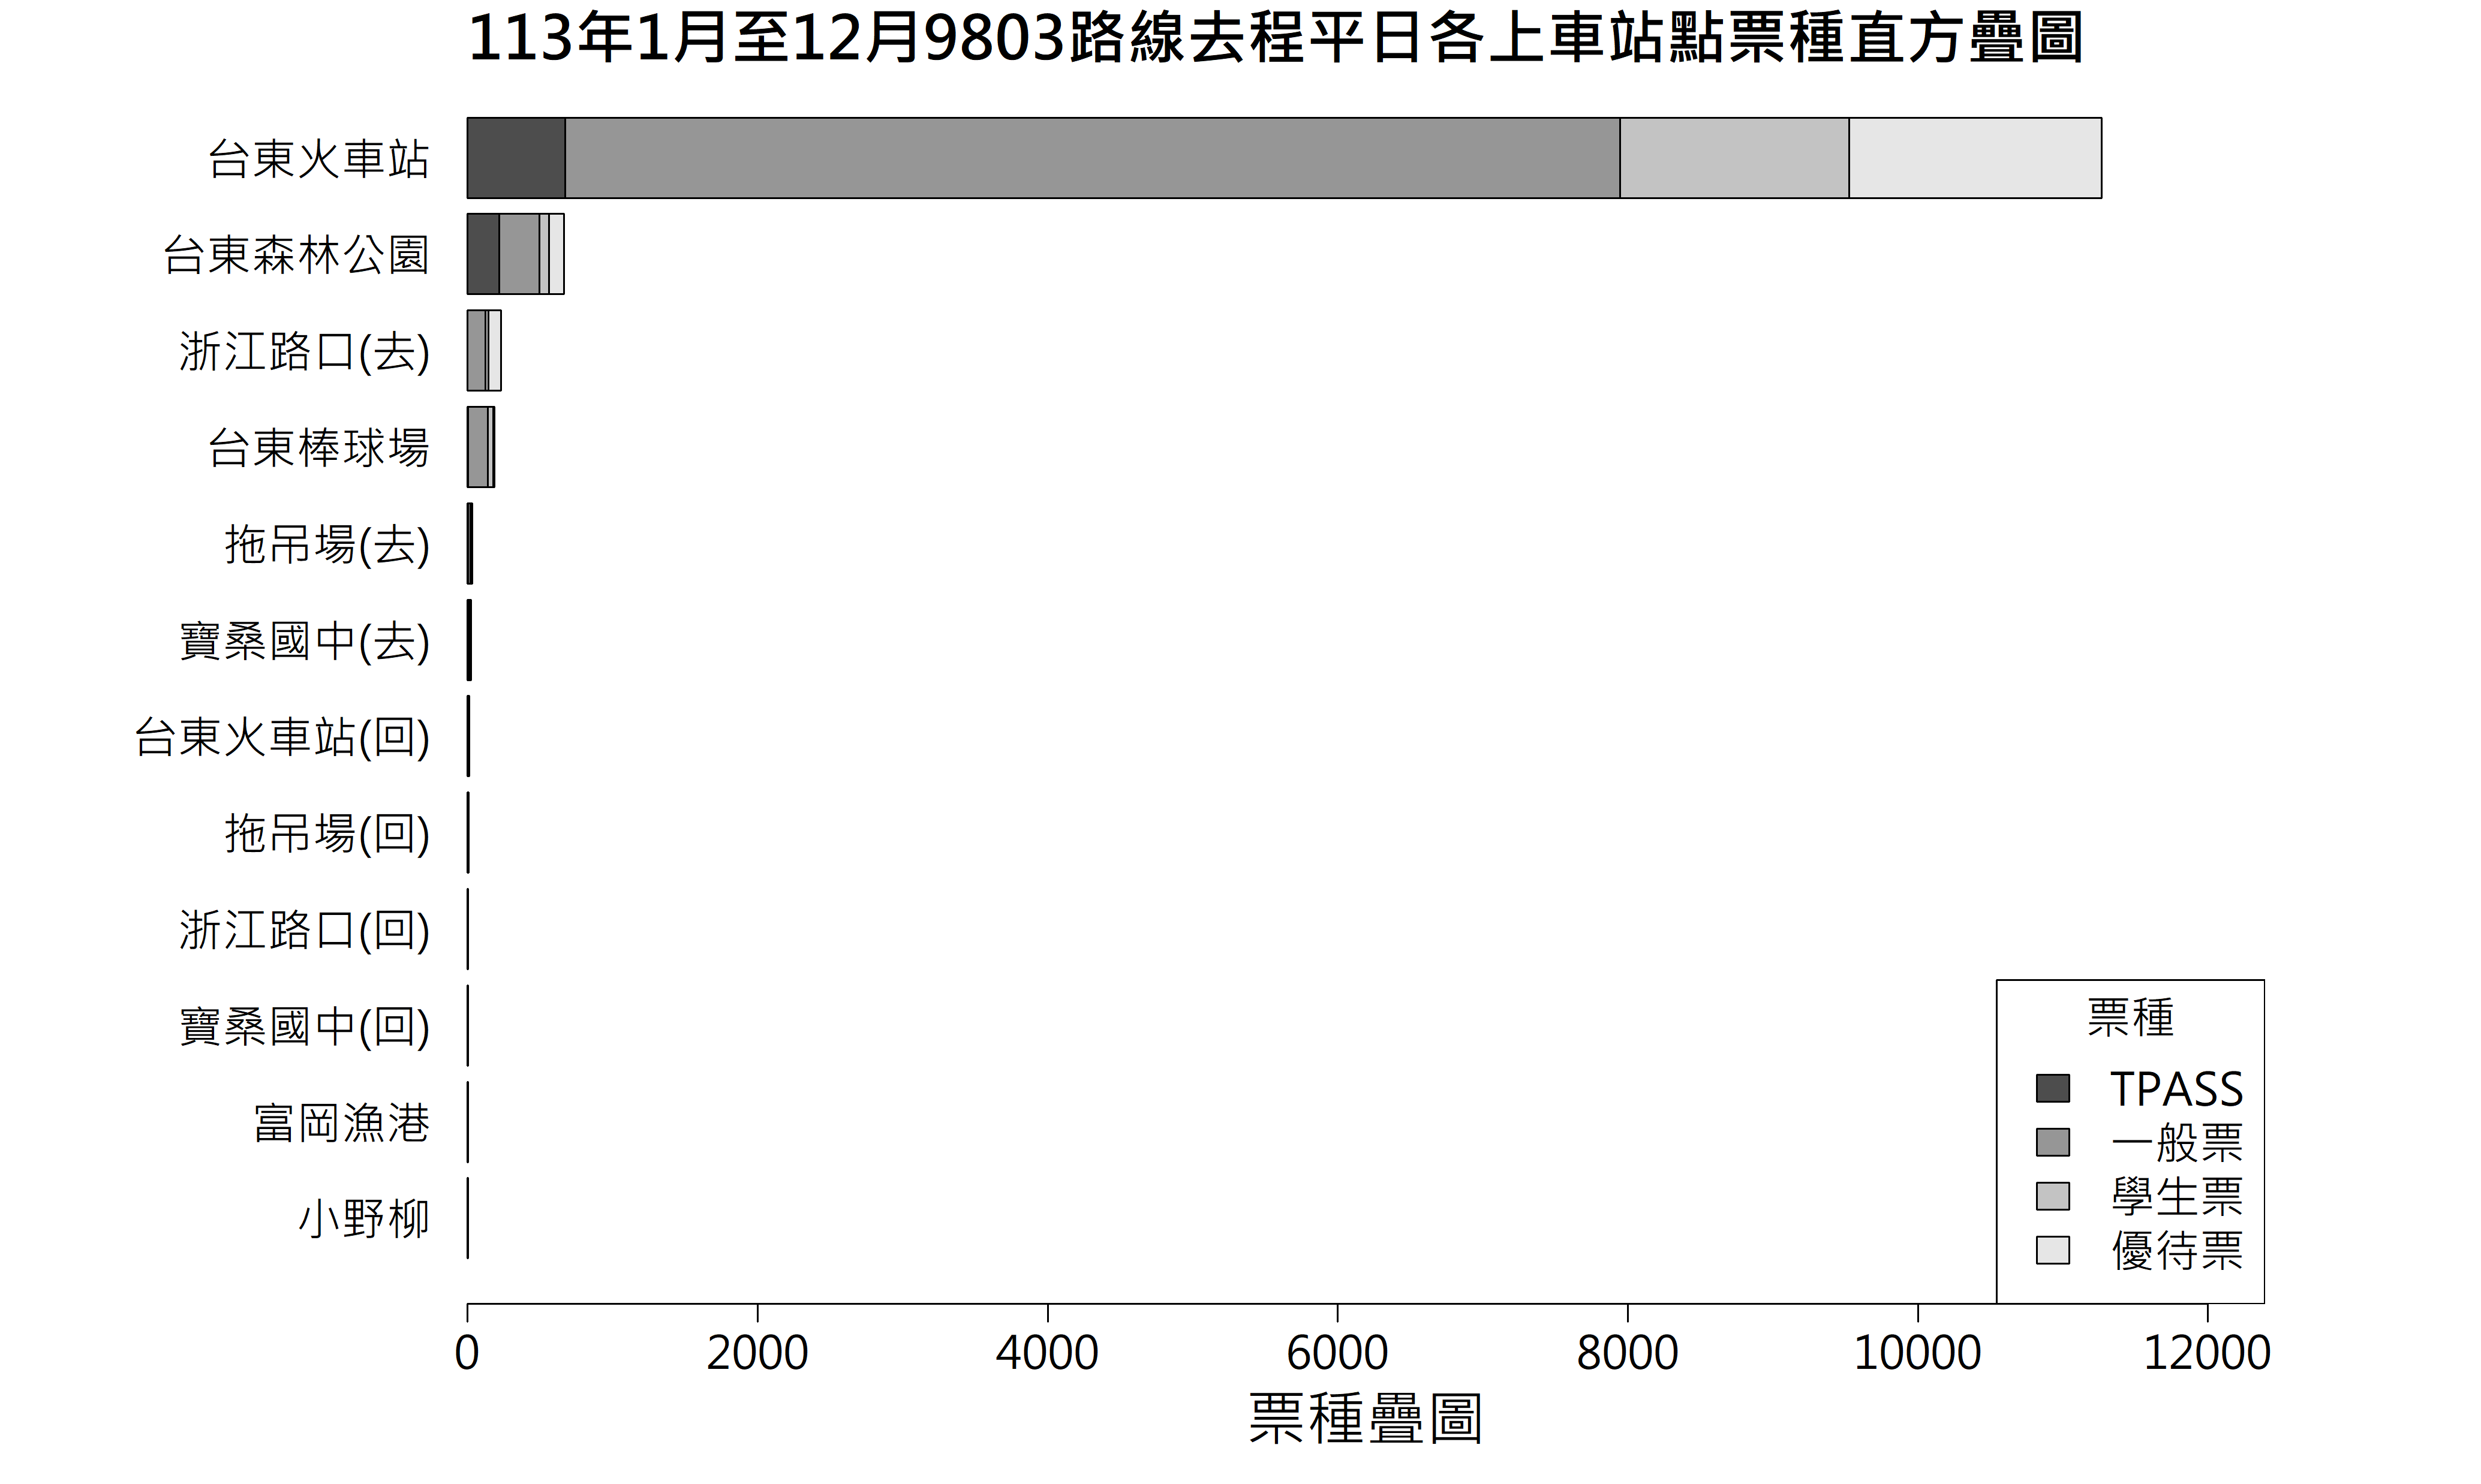 113年1月至12月9803路線去程平日各上車站點票種直方疊圖
台東火車站
台東森林公園
浙江路口(去)
台東棒球場
拖吊場(去)
寶桑國中(去)
台東火車站(回)
拖吊場(回)
浙江路口(回)
寶桑國中(回)
富岡漁港
小野柳
票種
TPASS
一般票
學生票
優待票
0 2000 4000 6000 8000 10000 12000
票種疊圖